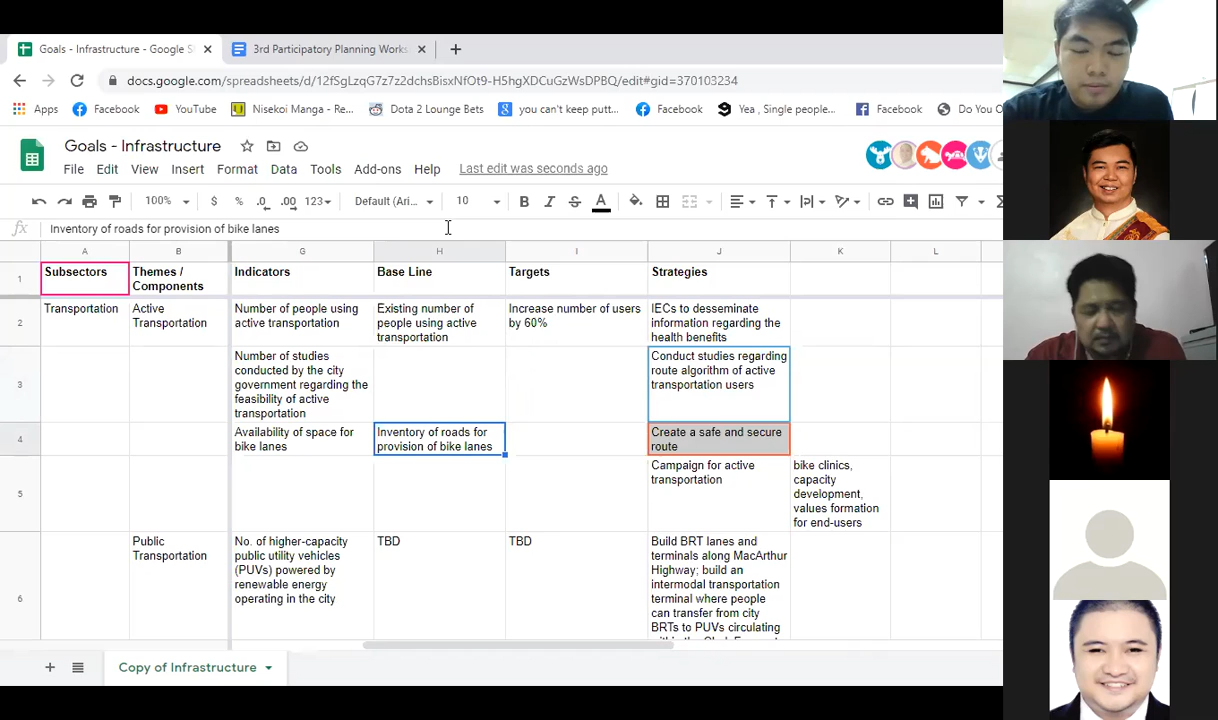 Goals - Infrastructure - Google S
3rd Participatory Planning Works
docs.google.com/spreadsheets/d/12fSgLzqG7z7z2dchsBisxNfOt9-H5hgXDCuGzWsDPBQ/edit#gid=370103234
Apps
Facebook
YouTube
Nisekoi Manga - Re...
Dota 2 Lounge Bets
you can't keep putt...
Facebook
Yea , Single people...
Facebook
Do You O
Goals - Infrastructure
File Edit View Insert Format Data Tools Add-ons Help Last edit was seconds ago
100% $ % .0 .00 123 Default (Ari... 10 B I S A
fx Inventory of roads for provision of bike lanes
A B G H I J K L
1
Subsectors
Themes /
Components
Indicators
Base Line
Targets
Strategies
2
Transportation
Active
Transportation
Number of people using
active transportation
Existing number of
people using active
transportation
Increase number of users
by 60%
IECs to desseminate
information regarding the
health benefits
3
Number of studies
conducted by the city
government regarding the
feasibility of active
transportation
Conduct studies regarding
route algorithm of active
transportation users
4
Availability of space for
bike lanes
Inventory of roads for
provision of bike lanes
Create a safe and secure
route
5
Campaign for active
transportation
bike clinics,
capacity
development,
values formation
for end-users
6
Public
Transportation
No. of higher-capacity
public utility vehicles
(PUVs) powered by
renewable energy
operating in the city
TBD
TBD
Build BRT lanes and
terminals along MacArthur
Highway; build an
intermodal transportation
terminal where people
can transfer from city
BRTs to PUVs circulating
Copy of Infrastructure